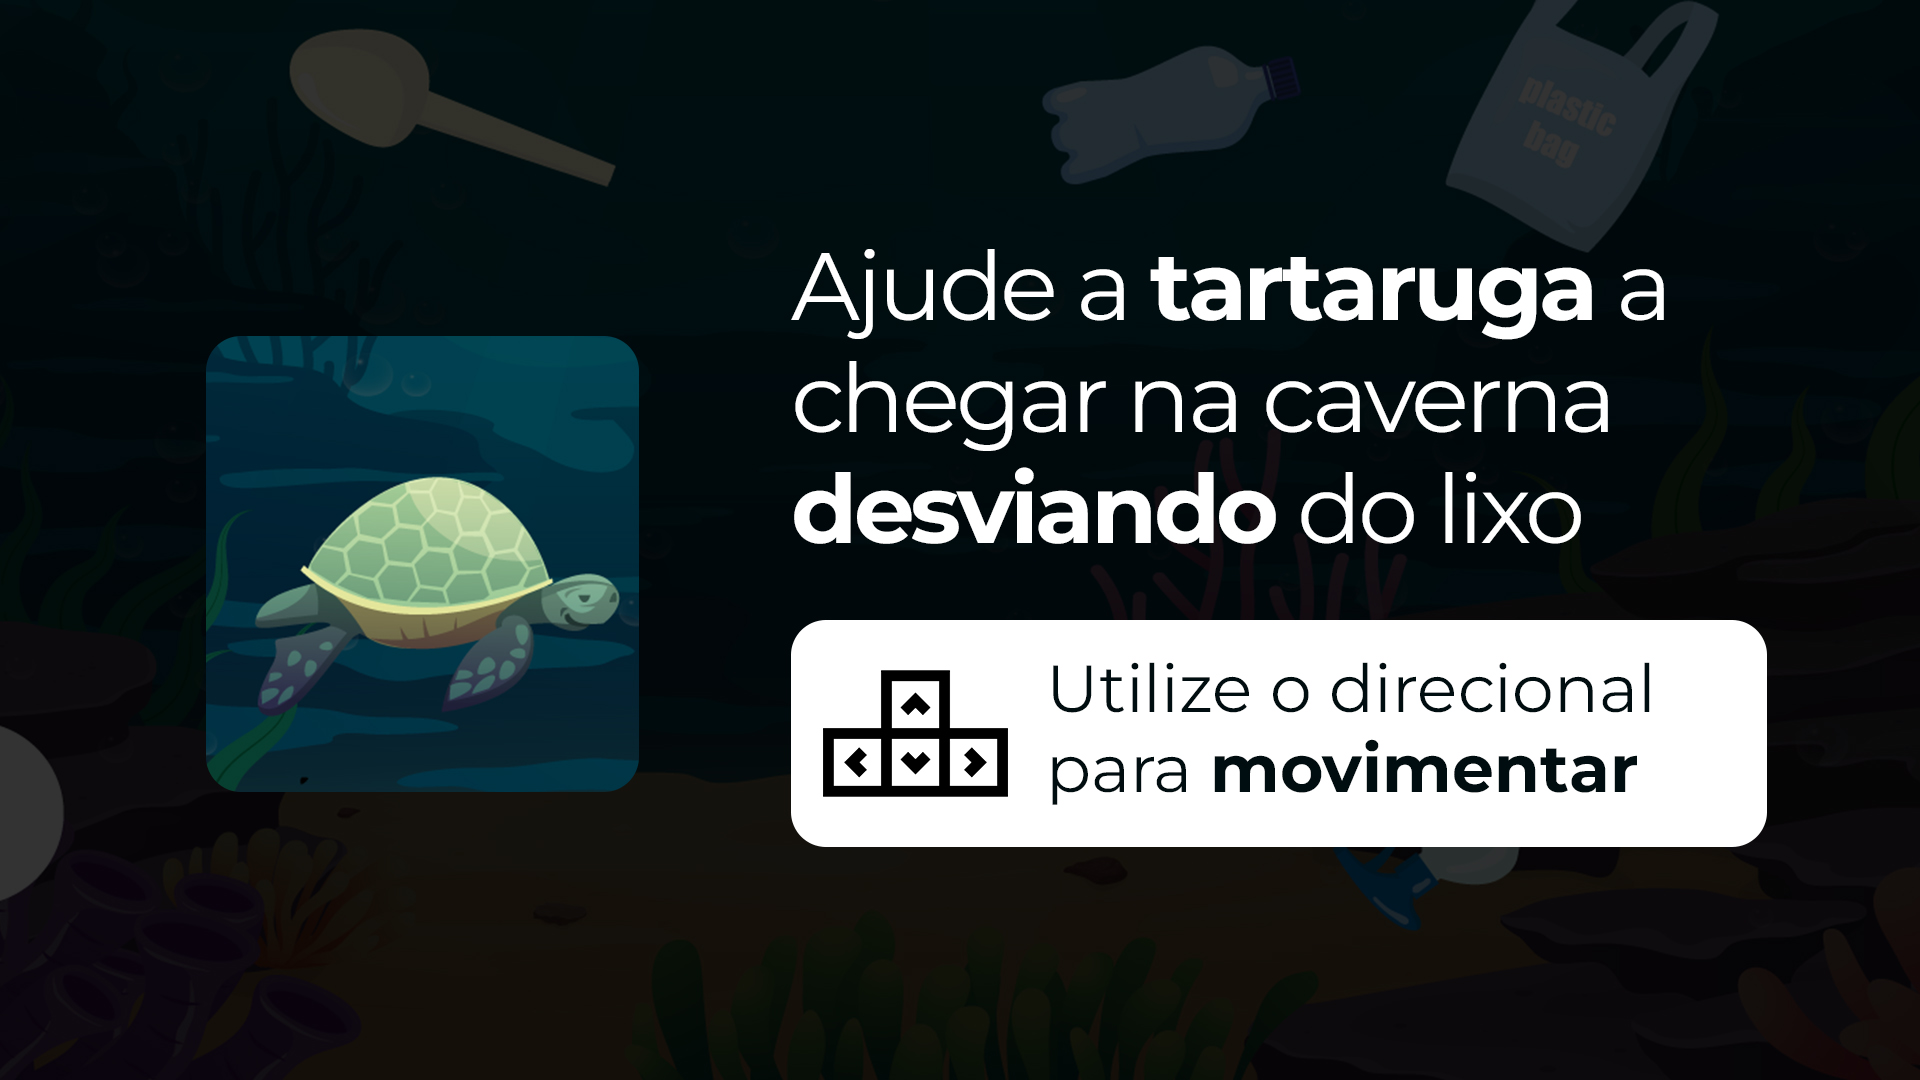 plastic
bag
Ajude a tartaruga a
chegar na caverna
desviando do lixo
Utilize o direcional
para movimentar